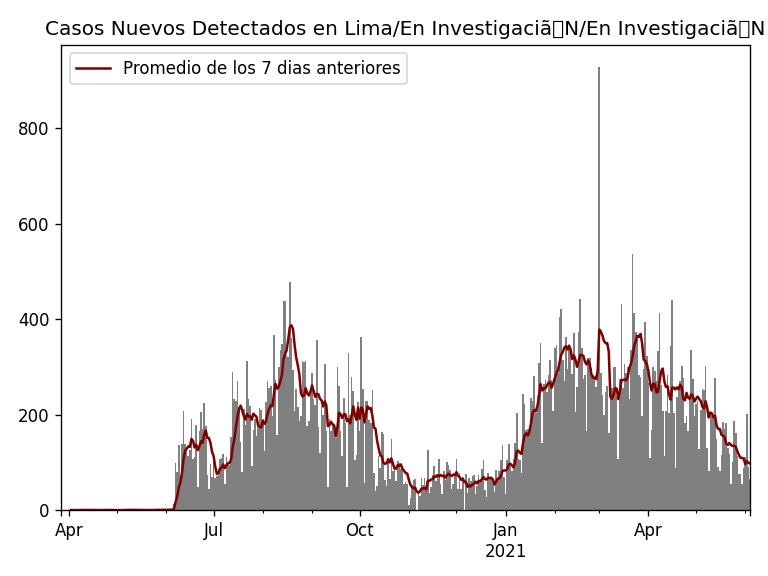 Casos Nuevos Detectados en Lima/En Investigaciã▯N/En Investigaciã▯N
Promedio de los 7 dias anteriores
800
600
400
200
0
Apr
Jul
Oct
Jan
2021
Apr